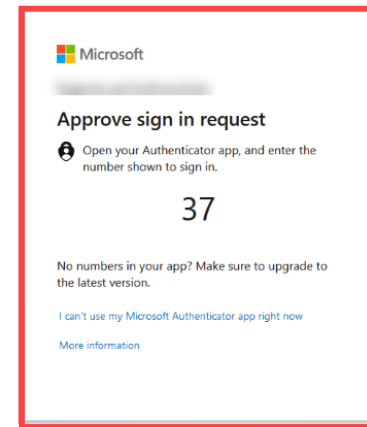 Microsoft
Approve sign in request
Open your Authenticator app, and enter the
number shown to sign in.
37
No numbers in your app? Make sure to upgrade to
the latest version.
I can't use my Microsoft Authenticator app right now
More information